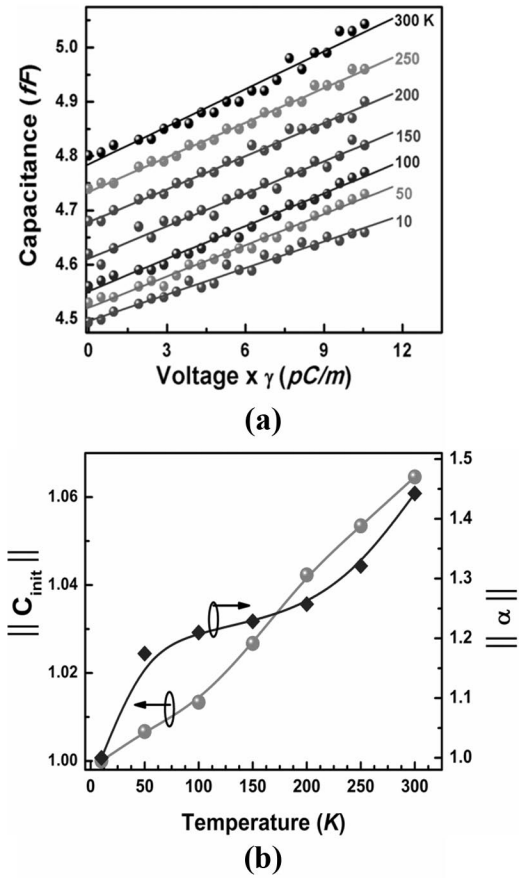 Capacitance (fF)
5.0
4.9
4.8
4.7
4.6
4.5
300 K
250
200
150
100
50
10
0 3 6 9 12
Voltage x γ (pC/m)
(a)
|| C_init ||
1.06
1.04
1.02
1.00
1.5
1.4
1.3
1.2
1.1
1.0
|| α ||
0 50 100 150 200 250 300
Temperature (K)
(b)